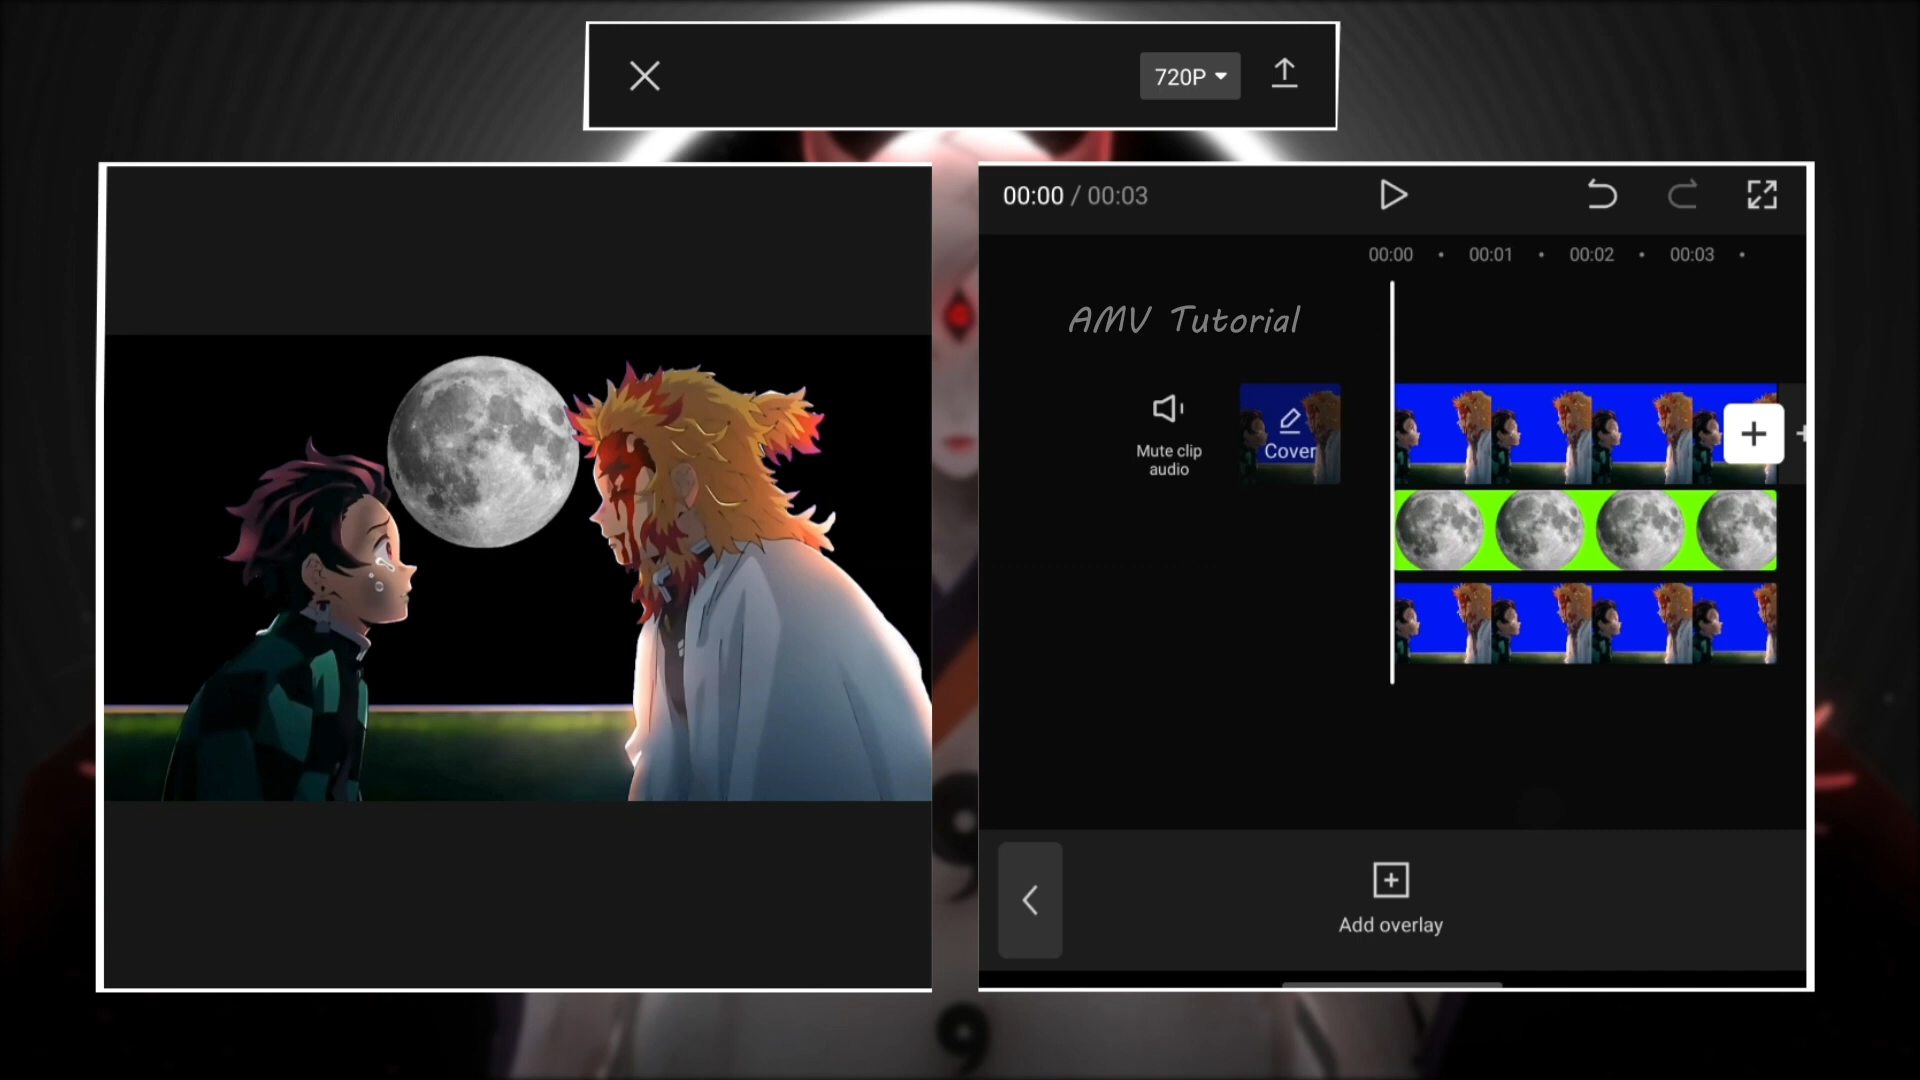 720P
00:00 / 00:03
00:00 • 00:01 • 00:02 • 00:03 •
AMV Tutorial
Mute clip
audio
Cover
Add overlay